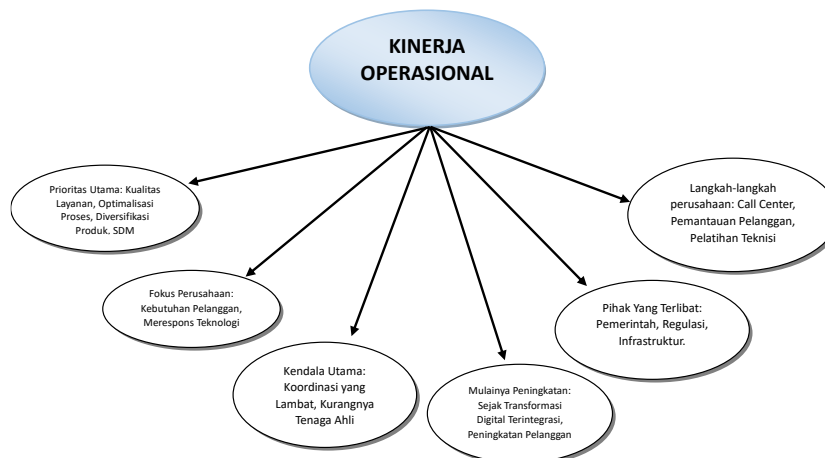 KINERJA
OPERASIONAL
Prioritas Utama: Kualitas
Layanan, Optimalisasi
Proses, Diversifikasi
Produk. SDM
Fokus Perusahaan:
Kebutuhan Pelanggan,
Merespons Teknologi
Kendala Utama:
Koordinasi yang
Lambat, Kurangnya
Tenaga Ahli
Mulainya Peningkatan:
Sejak Transformasi
Digital Terintegrasi,
Peningkatan Pelanggan
Pihak Yang Terlibat:
Pemerintah, Regulasi,
Infrastruktur.
Langkah-langkah
perusahaan: Call Center,
Pemantauan Pelanggan,
Pelatihan Teknisi